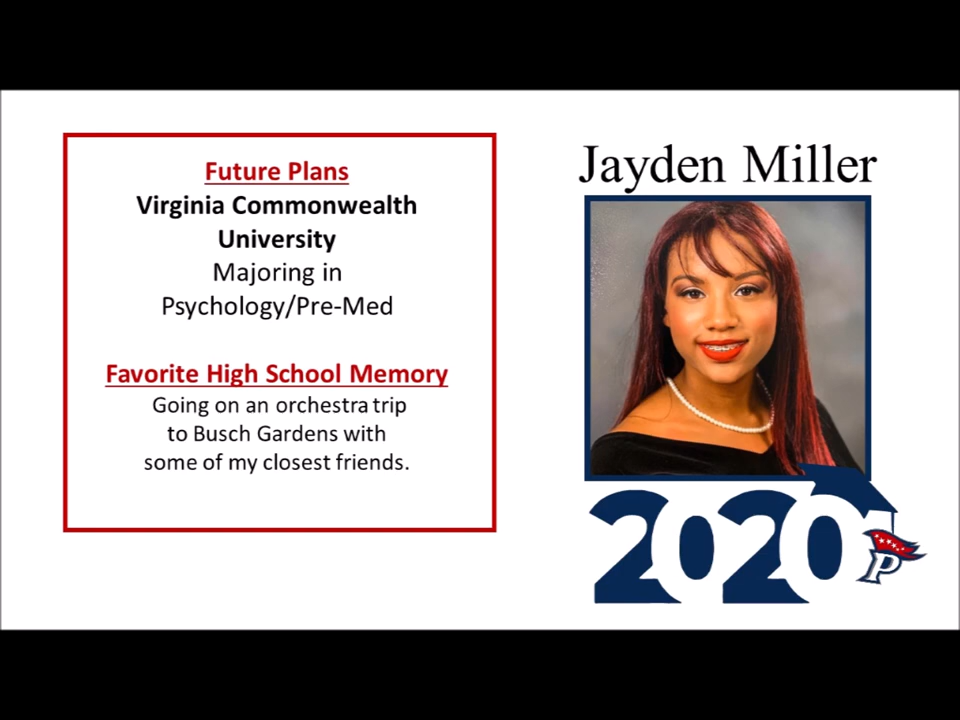 Future Plans
Virginia Commonwealth
University
Majoring in
Psychology/Pre-Med
Favorite High School Memory
Going on an orchestra trip
to Busch Gardens with
some of my closest friends.
Jayden Miller
2020
P